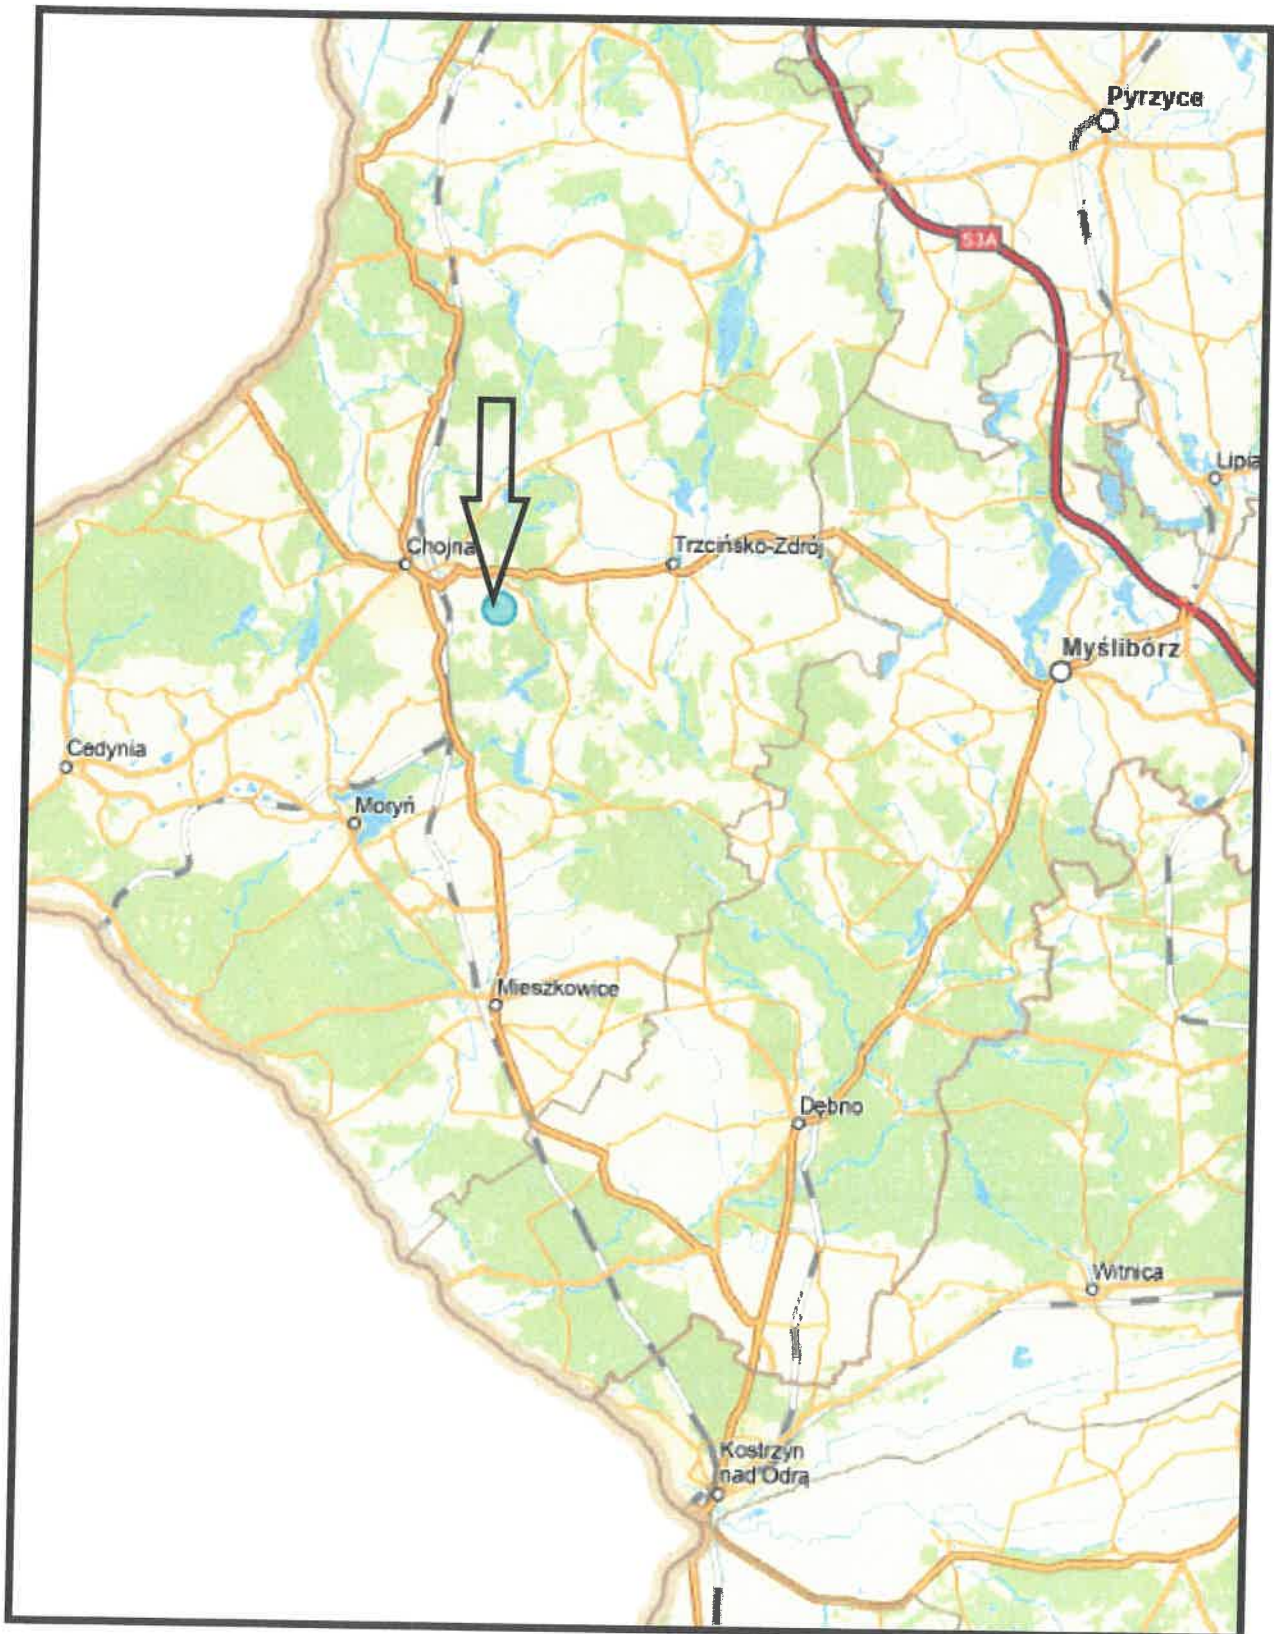 Pyrzyce
S3A
Lipia
Chojna
Trzcińsko-Zdrój
Myślibórz
Cedynia
Moryń
Mieszkowice
Dębno
Witnica
Kostrzyn
nad Odrą